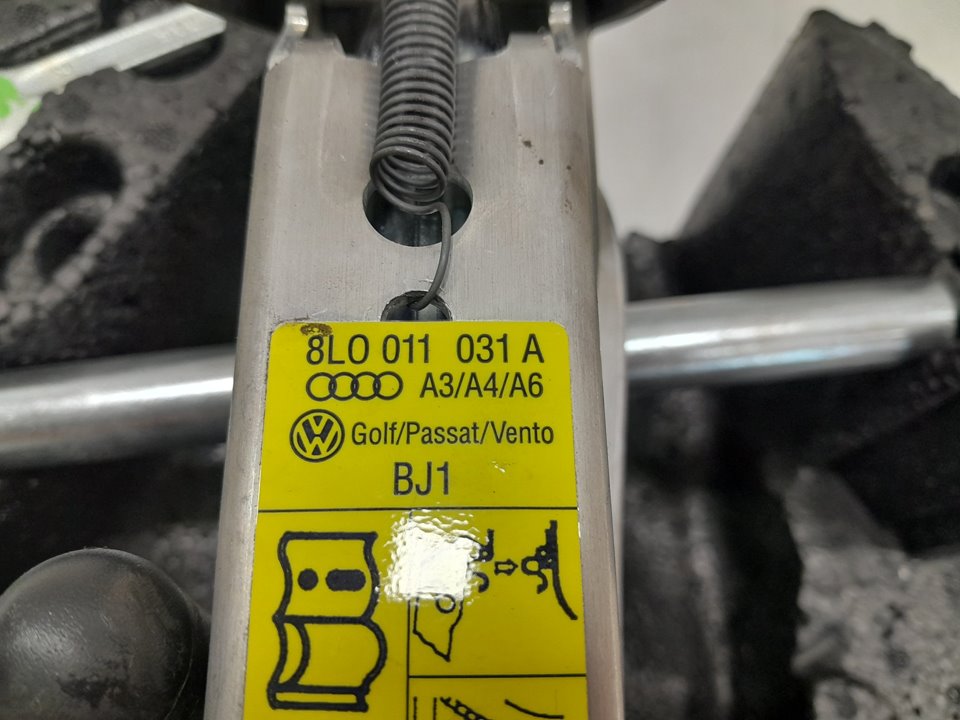 8L0 011 031 A
A3/A4/A6
Golf/Passat/Vento
BJ1